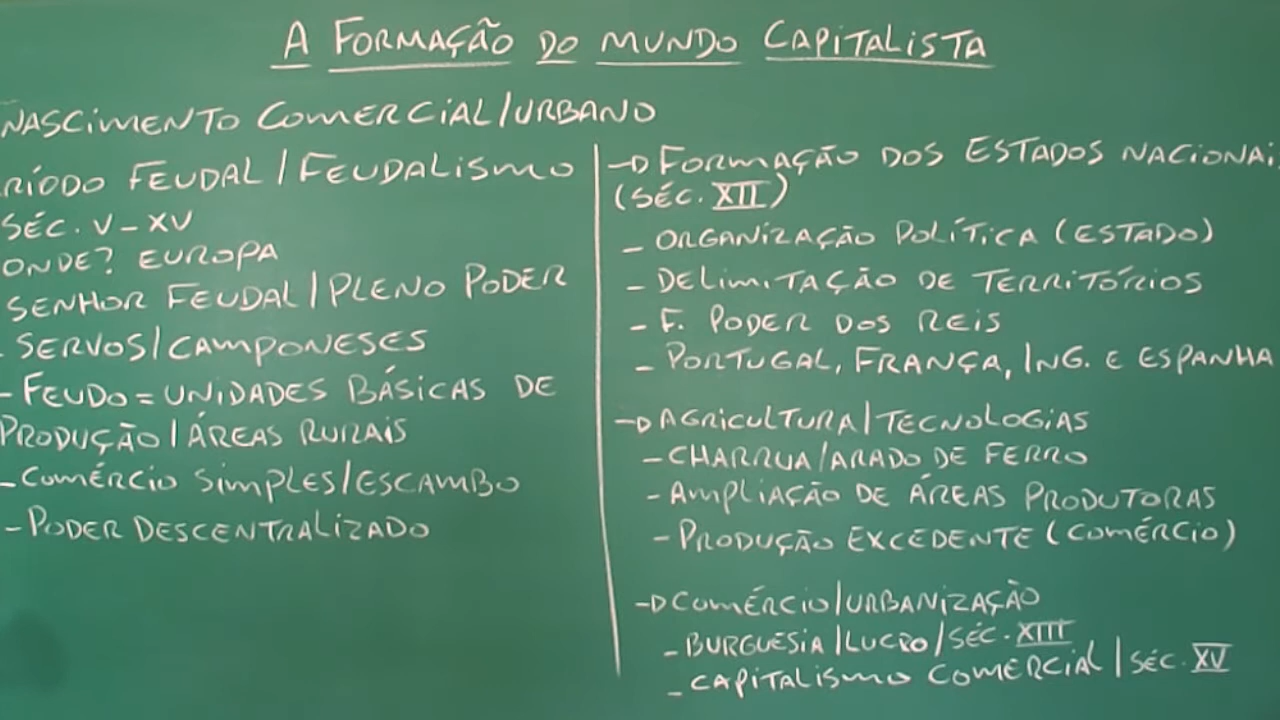 A FORMAÇÃO DO MUNDO CAPITALISTA
NASCIMENTO COMERCIAL/URBANO
RÍODO FEUDAL/FEUDALISMO
SÉC. V-XV
ONDE? EUROPA
SENHOR FEUDAL/PLENO PODER
- SERVOS/CAMPONESES
- FEUDO = UNIDADES BÁSICAS DE
PRODUÇÃO/ÁREAS RURAIS
- COMÉRCIO SIMPLES/ESCAMBO
- PODER DESCENTRALIZADO
→ FORMAÇÃO DOS ESTADOS NACIONAI
(SÉC. XII)
- ORGANIZAÇÃO POLÍTICA (ESTADO)
- DELIMITAÇÃO DE TERRITÓRIOS
- F. PODER DOS REIS
- PORTUGAL, FRANÇA, ING. E ESPANHA
→ AGRICULTURA/TECNOLOGIAS
- CHARRUA/ARADO DE FERRO
- AMPLIAÇÃO DE ÁREAS PRODUTORAS
- PRODUÇÃO EXCEDENTE (COMÉRCIO)
→ COMÉRCIO/URBANIZAÇÃO
- BURGUESIA/LUCRO/SÉC. XIII
- CAPITALISMO COMERCIAL/SÉC. XV